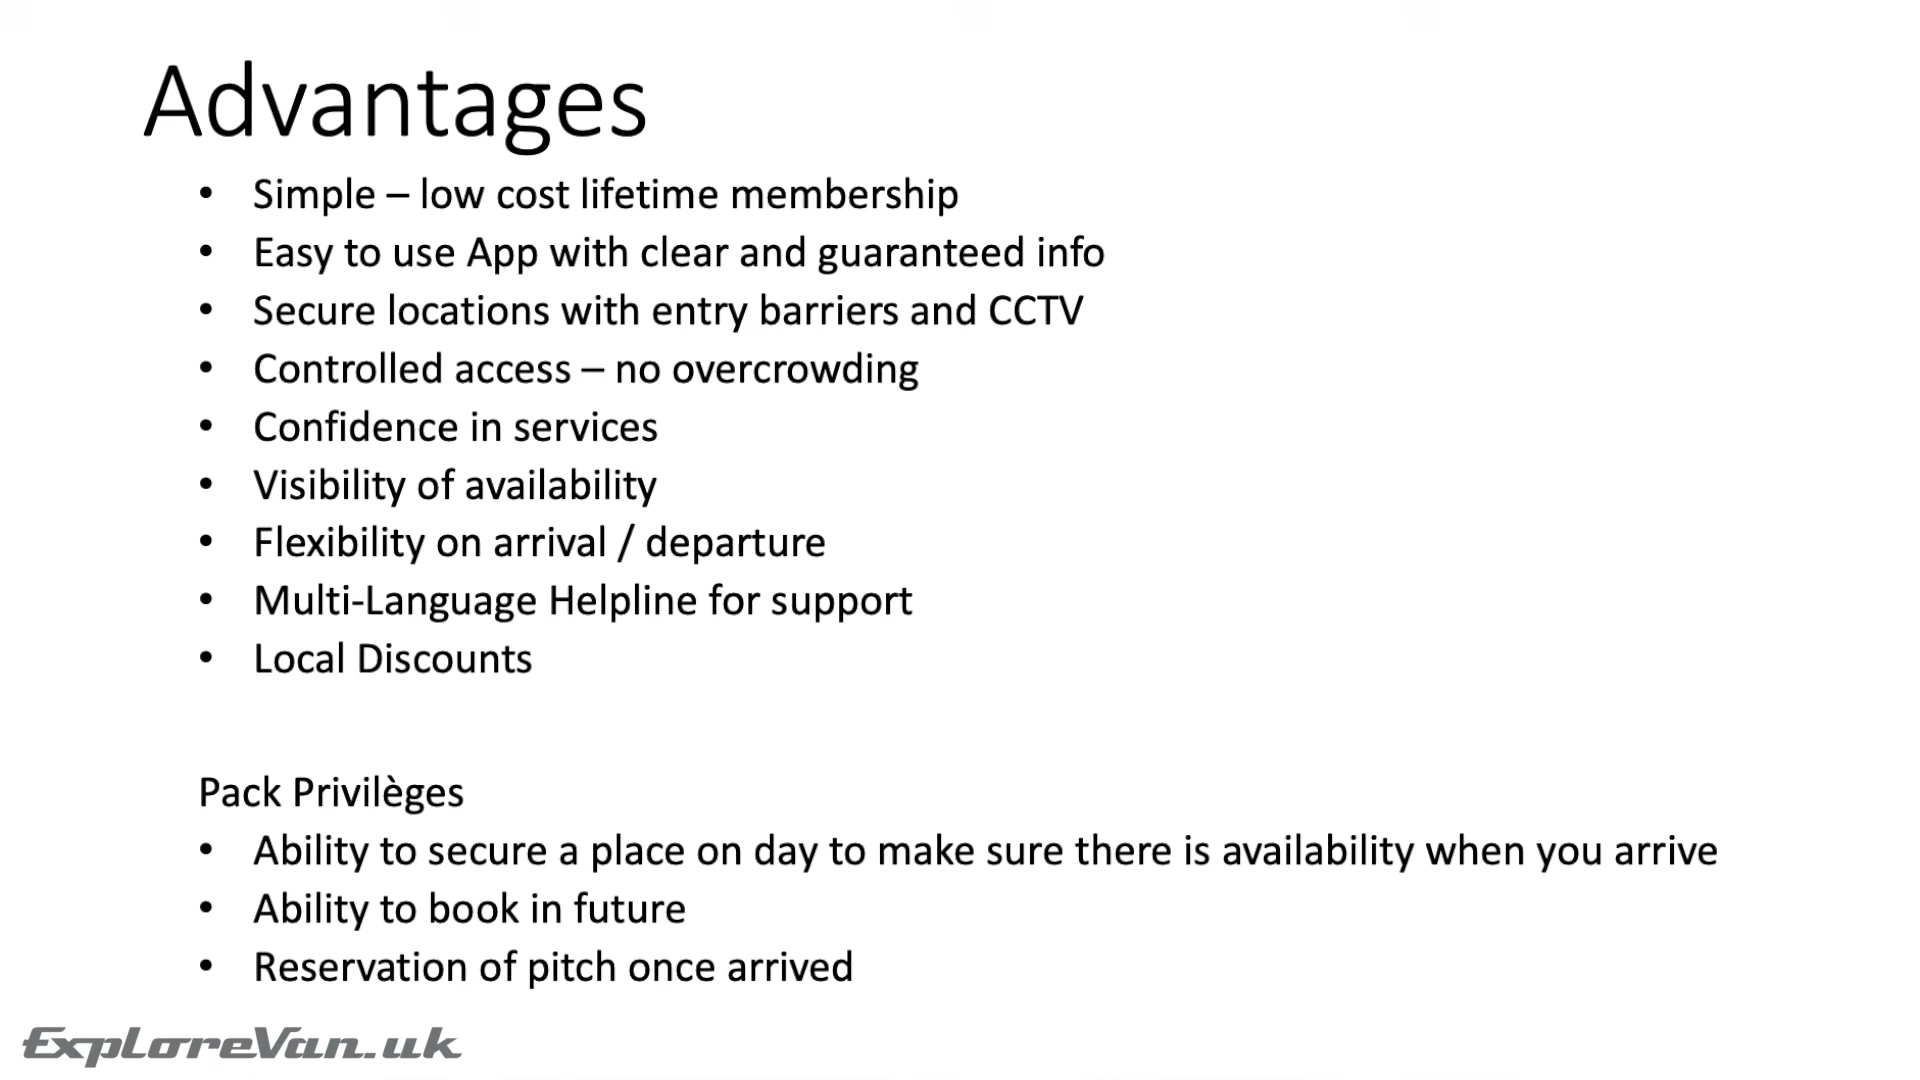 Advantages
• Simple – low cost lifetime membership
• Easy to use App with clear and guaranteed info
• Secure locations with entry barriers and CCTV
• Controlled access – no overcrowding
• Confidence in services
• Visibility of availability
• Flexibility on arrival / departure
• Multi-Language Helpline for support
• Local Discounts
Pack Privilèges
• Ability to secure a place on day to make sure there is availability when you arrive
• Ability to book in future
• Reservation of pitch once arrived
ExploreVan.uk